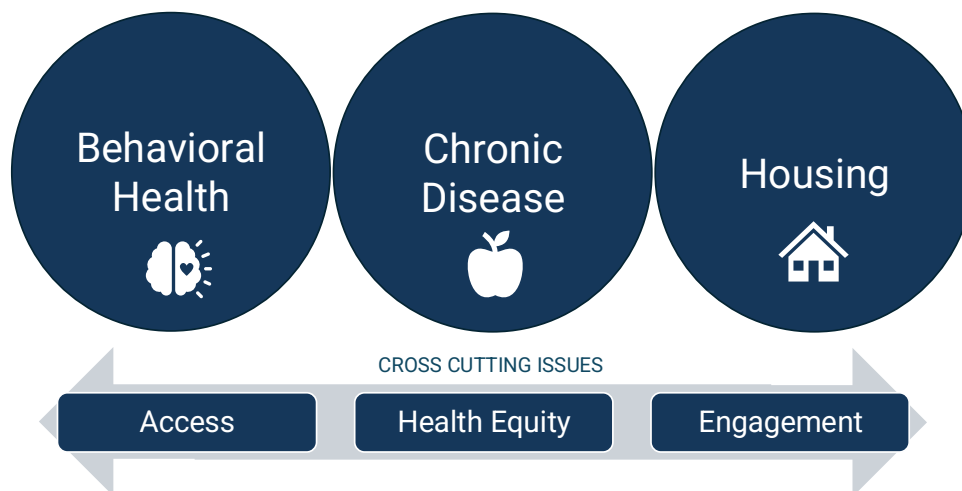 Behavioral
Health
Chronic
Disease
Housing
CROSS CUTTING ISSUES
Access
Health Equity
Engagement